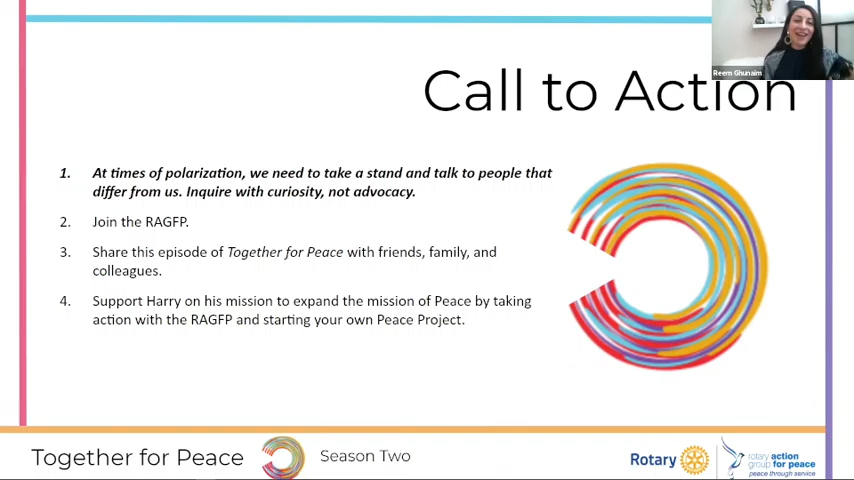 Reem Ghunaim
Call to Action
1. At times of polarization, we need to take a stand and talk to people that
differ from us. Inquire with curiosity, not advocacy.
2. Join the RAGFP.
3. Share this episode of Together for Peace with friends, family, and
colleagues.
4. Support Harry on his mission to expand the mission of Peace by taking
action with the RAGFP and starting your own Peace Project.
Together for Peace
Season Two
Rotary
rotary action
group for peace
peace through service